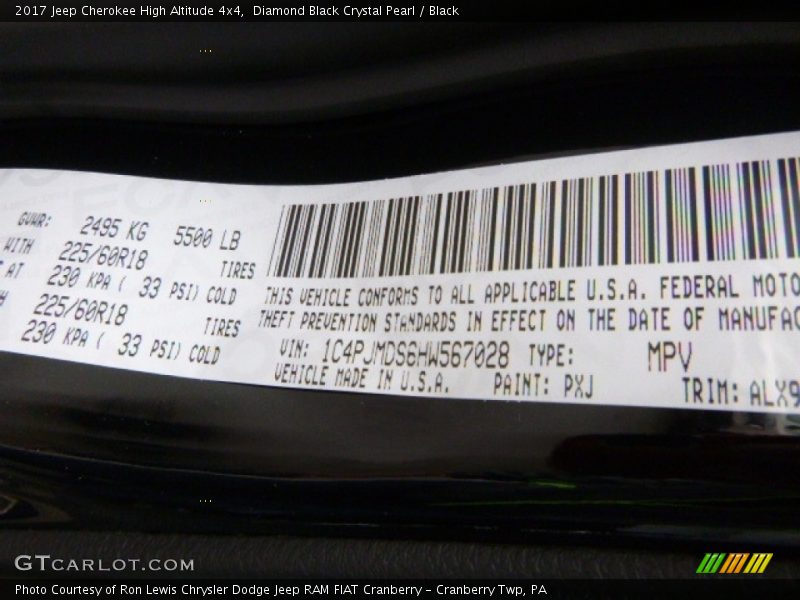 2017 Jeep Cherokee High Altitude 4x4, Diamond Black Crystal Pearl / Black
GVWR: 2495 KG 5500 LB
WITH 225/60R18 TIRES
AT 230 KPA ( 33 PSI) COLD
225/60R18 TIRES
230 KPA ( 33 PSI) COLD
THIS VEHICLE CONFORMS TO ALL APPLICABLE U.S.A. FEDERAL MOTO
THEFT PREVENTION STANDARDS IN EFFECT ON THE DATE OF MANUFAC
VIN: 1C4PJMDS6HW567028 TYPE: MPV
VEHICLE MADE IN U.S.A. PAINT: PXJ TRIM: ALX9
GTCARLOT.COM
Photo Courtesy of Ron Lewis Chrysler Dodge Jeep RAM FIAT Cranberry – Cranberry Twp, PA